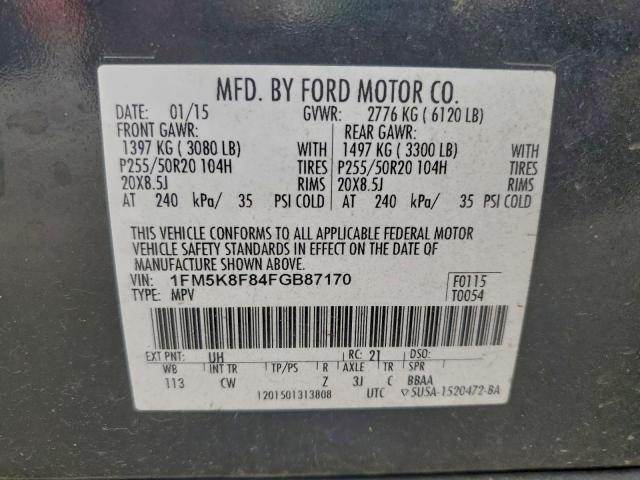 MFD. BY FORD MOTOR CO.
DATE: 01/15 GVWR: 2776 KG ( 6120 LB)
FRONT GAWR: REAR GAWR:
1397 KG ( 3080 LB) WITH 1497 KG ( 3300 LB) WITH
P255/50R20 104H TIRES P255/50R20 104H TIRES
20X8.5J RIMS 20X8.5J RIMS
AT 240 kPa/ 35 PSI COLD AT 240 kPa/ 35 PSI COLD
THIS VEHICLE CONFORMS TO ALL APPLICABLE FEDERAL MOTOR
VEHICLE SAFETY STANDARDS IN EFFECT ON THE DATE OF
MANUFACTURE SHOWN ABOVE.
VIN: 1FM5K8F84FGB87170 F0115
TYPE: MPV T0054
EXT PNT: UH RC: 21 DSO:
WB INT TR TP/PS R AXLE TR SPR
113 CW Z 3J C BBAA
1201501313808 UTC ▽5U5A-1520472-BA